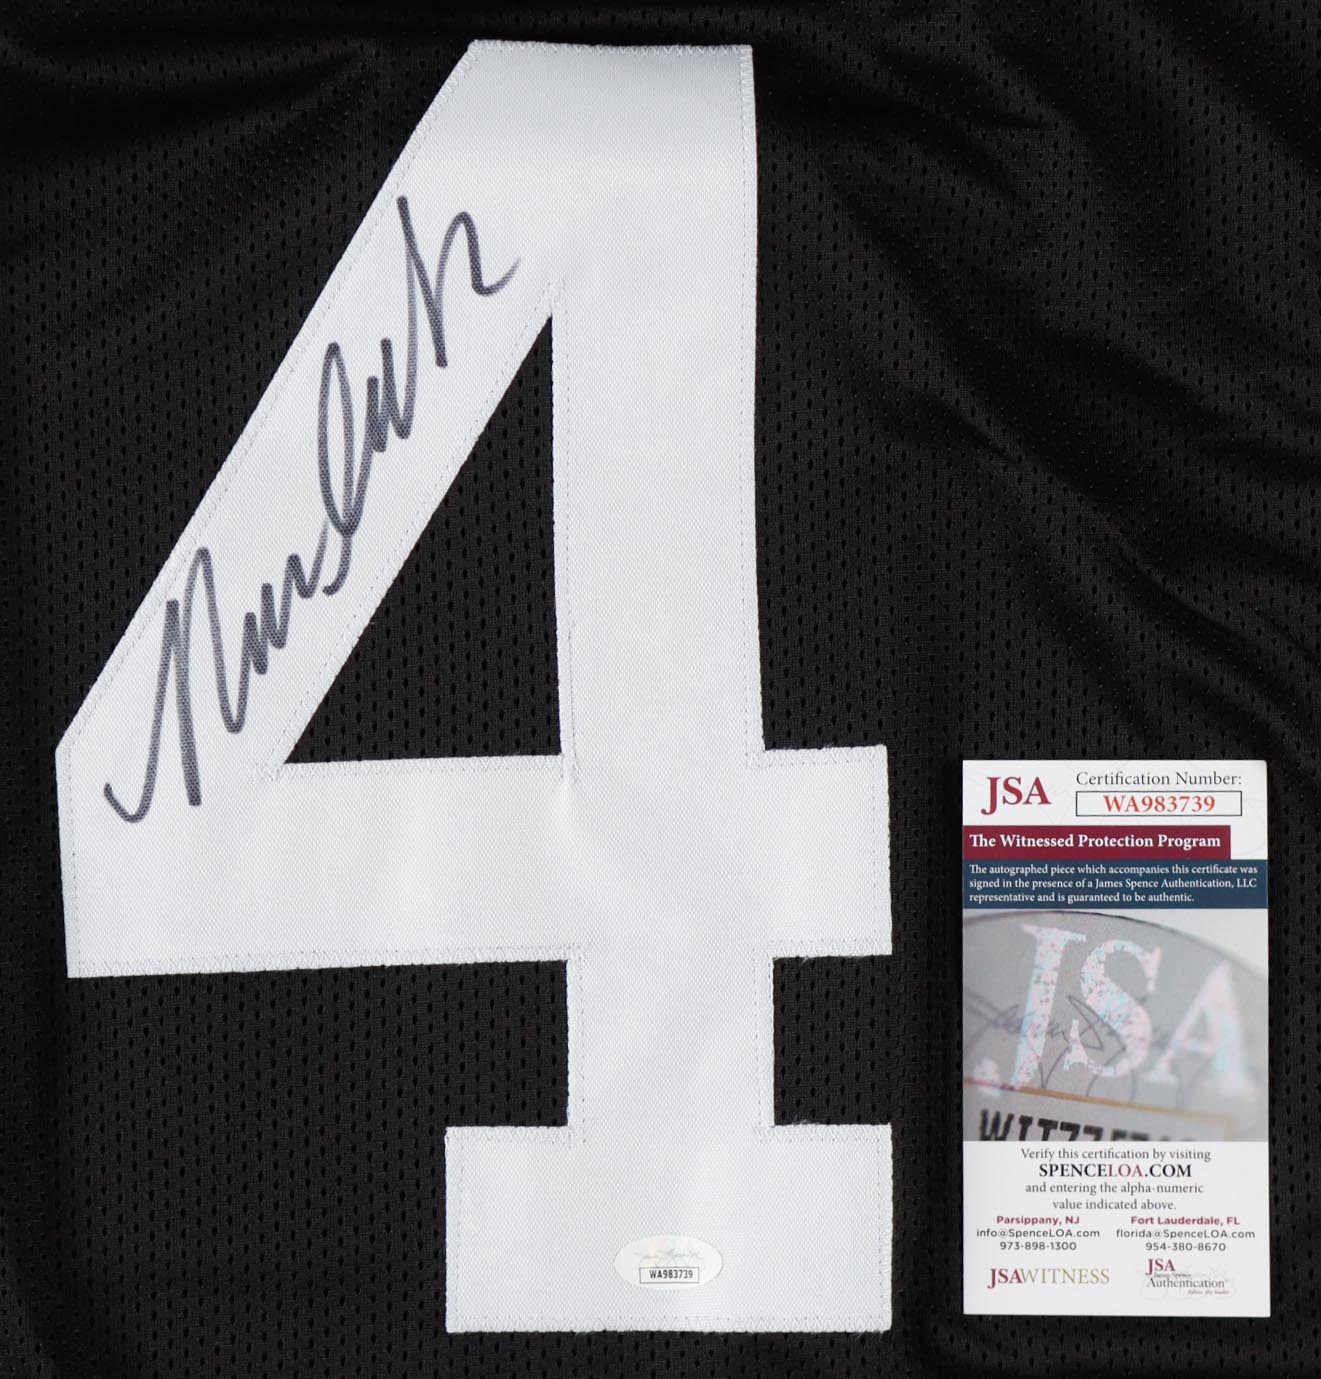 4
JSA
Certification Number:
WA983739
The Witnessed Protection Program
The autographed piece which accompanies this certificate was
signed in the presence of a James Spence Authentication, LLC
representative and is guaranteed to be authentic.
JSA
Verify this certification by visiting
SPENCELOA.COM
and entering the alpha-numeric
value indicated above.
Parsippany, NJ
info@SpenceLOA.com
973-898-1300
Fort Lauderdale, FL
florida@SpenceLOA.com
954-380-8670
JSAWITNESS
JSA
James Spence
Authentication
WA983739